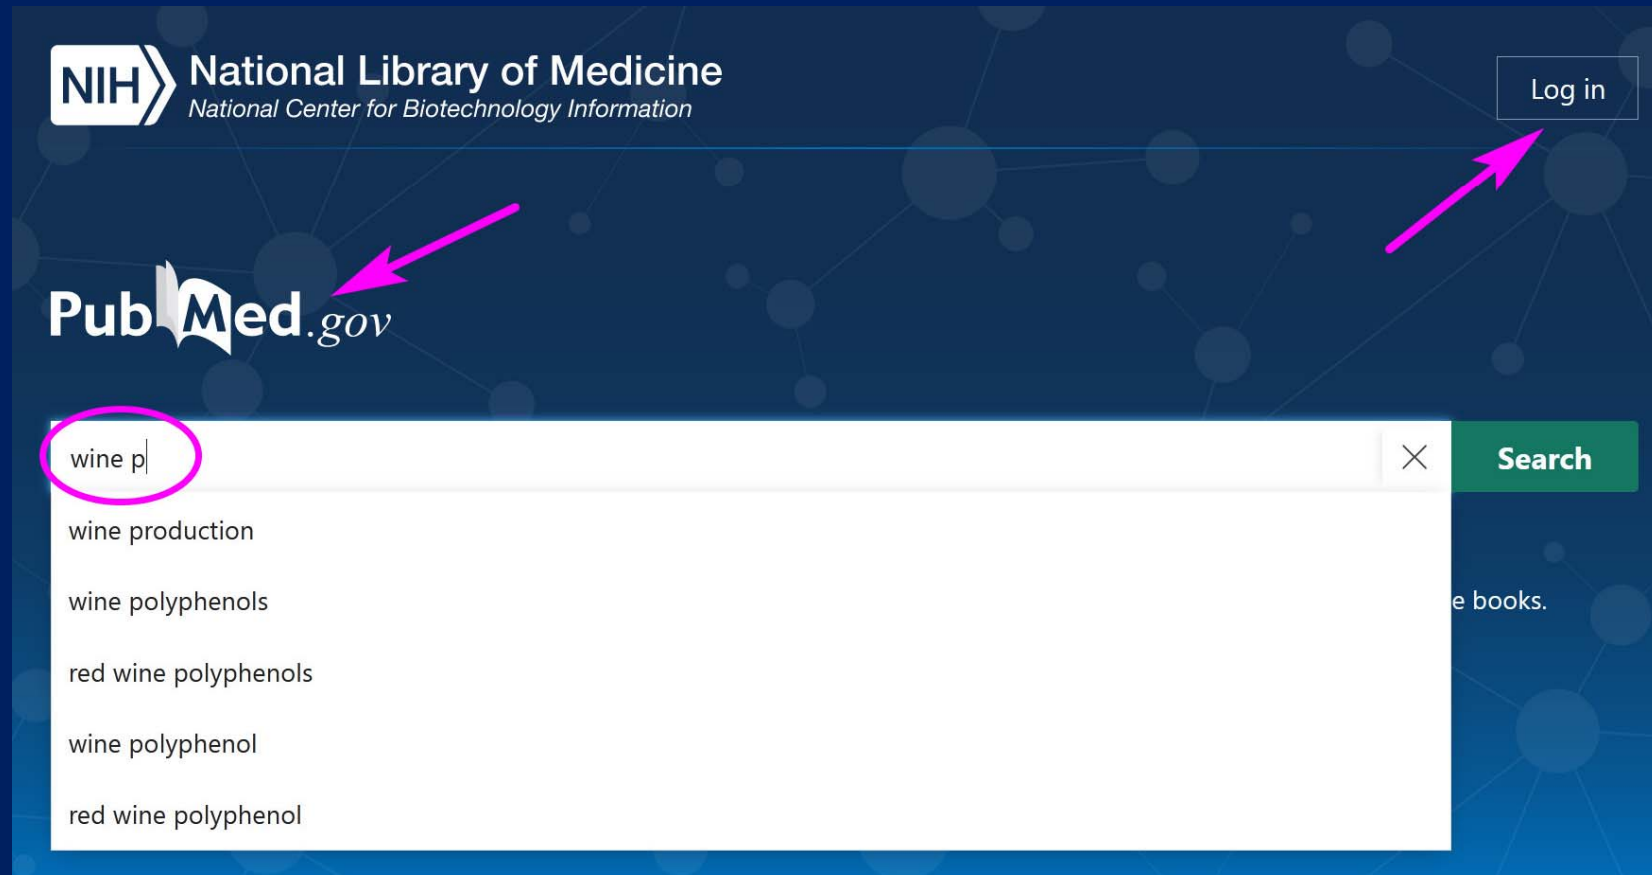 NIH National Library of Medicine
National Center for Biotechnology Information
Log in
PubMed.gov
wine p
Search
wine production
wine polyphenols
e books.
red wine polyphenols
wine polyphenol
red wine polyphenol